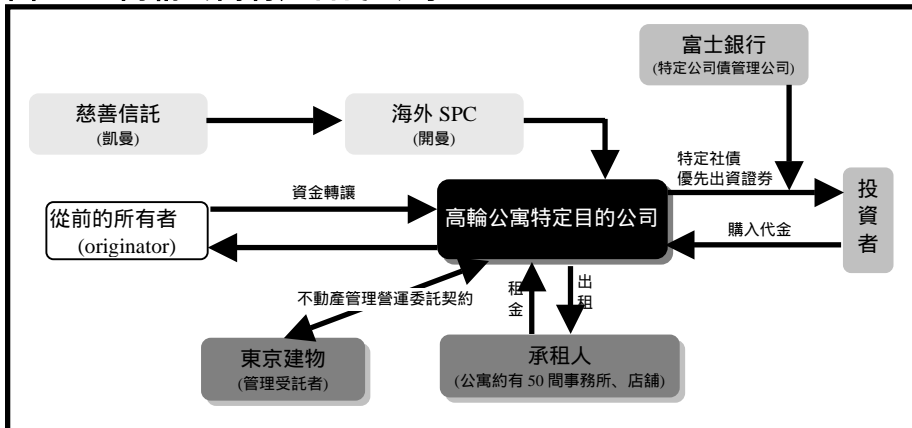 富士銀行
(特定公司債管理公司)
慈善信託
(凱曼)
海外 SPC
(開曼)
特定社債
優先出資證券
投資者
資金轉讓
從前的所有者
(originator)
高輪公寓特定目的公司
購入代金
不動產管理營運委託契約
租金
出租
東京建物
(管理受託者)
承租人
(公寓約有 50 間事務所、店舖)